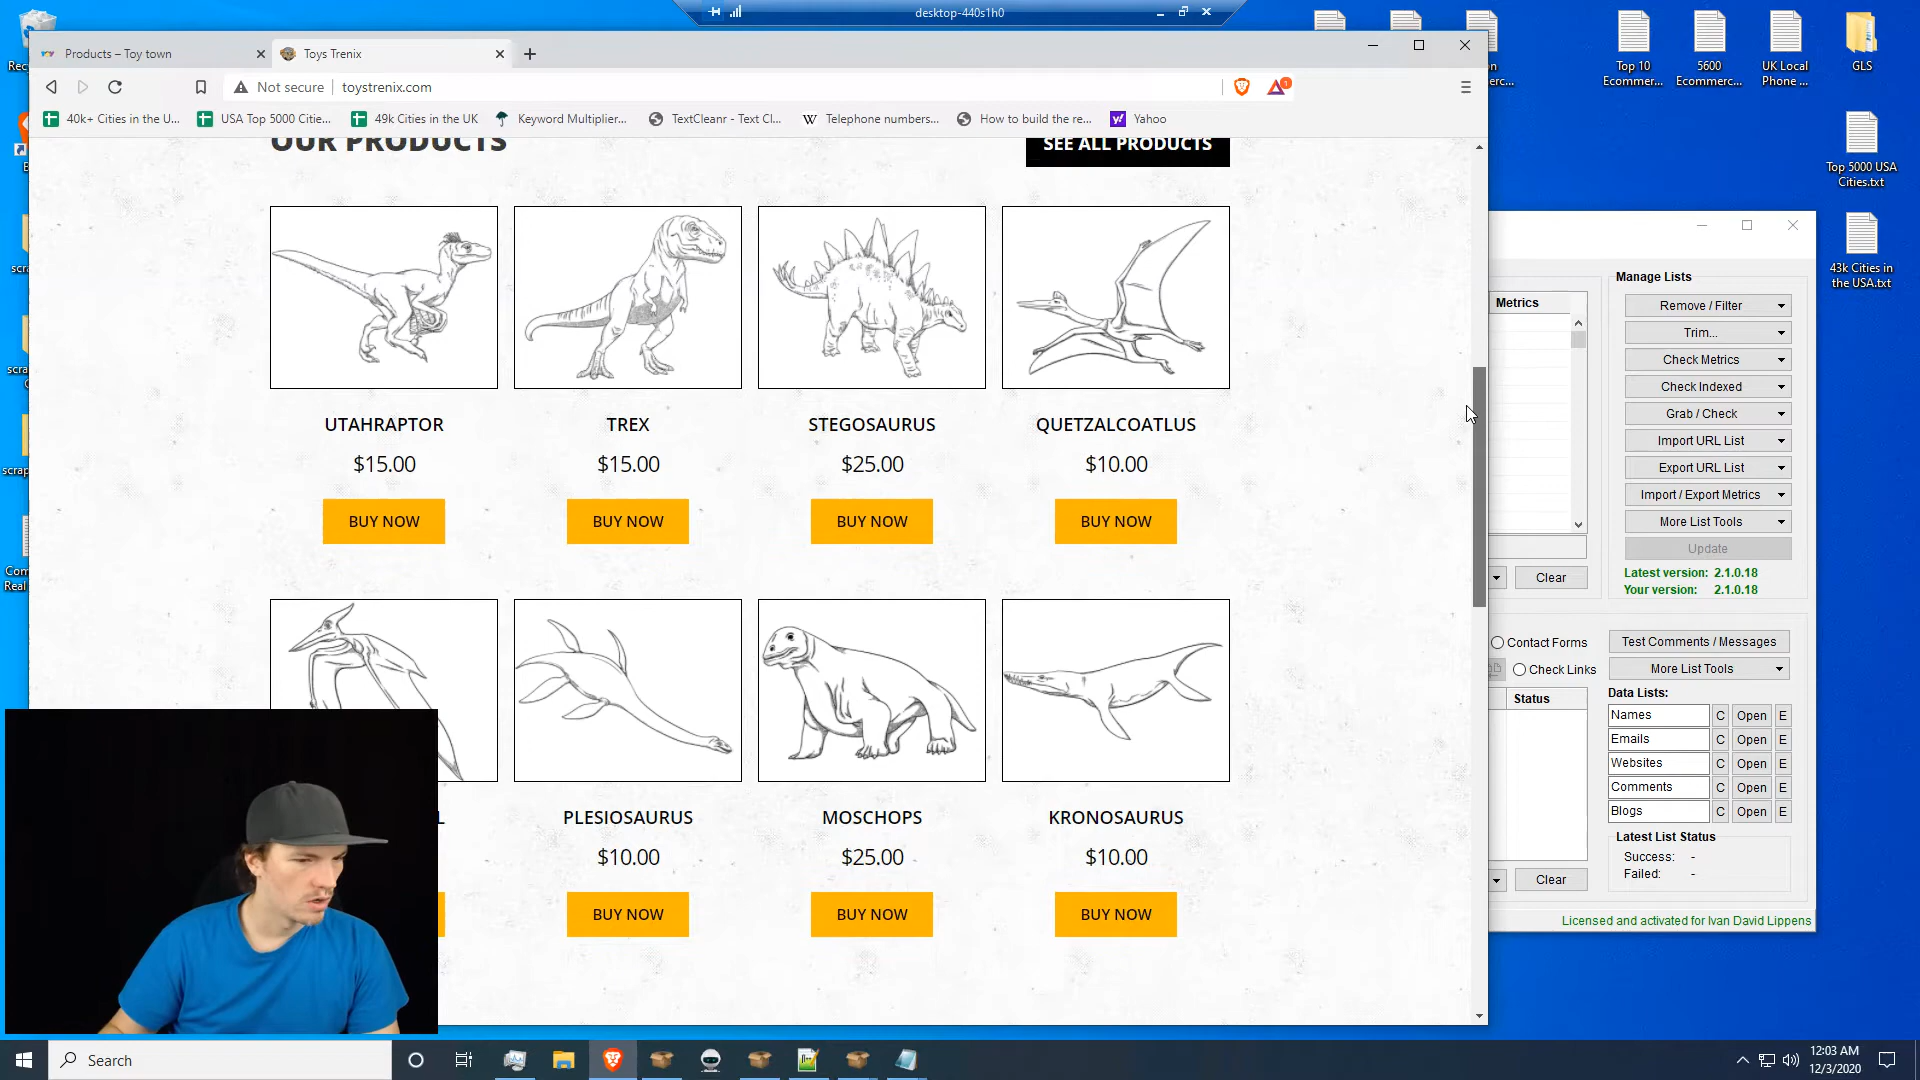 desktop-440s1h0
Products – Toy town
Toys Trenix
Not secure
toystrenix.com
1
40k+ Cities in the U...
USA Top 5000 Citie...
49k Cities in the UK
Keyword Multiplier...
TextCleanr - Text Cl...
Telephone numbers...
How to build the re...
Yahoo
OUR PRODUCTS
SEE ALL PRODUCTS
UTAHRAPTOR
TREX
STEGOSAURUS
QUETZALCOATLUS
$15.00
$15.00
$25.00
$10.00
BUY NOW
BUY NOW
BUY NOW
BUY NOW
PLESIOSAURUS
MOSCHOPS
KRONOSAURUS
$10.00
$25.00
$10.00
BUY NOW
BUY NOW
BUY NOW
Top 10
Ecommer...
5600
Ecommerc...
UK Local
Phone ...
GLS
Top 5000 USA
Cities.txt
43k Cities in
the USA.txt
Metrics
Manage Lists
Remove / Filter
Trim...
Check Metrics
Check Indexed
Grab / Check
Import URL List
Export URL List
Import / Export Metrics
More List Tools
Update
Latest version: 2.1.0.18
Your version: 2.1.0.18
Clear
Contact Forms
Check Links
Test Comments / Messages
More List Tools
Status
Data Lists:
Names C Open E
Emails C Open E
Websites C Open E
Comments C Open E
Blogs C Open E
Latest List Status
Success: -
Failed: -
Clear
Licensed and activated for Ivan David Lippens
Search
12:03 AM
12/3/2020